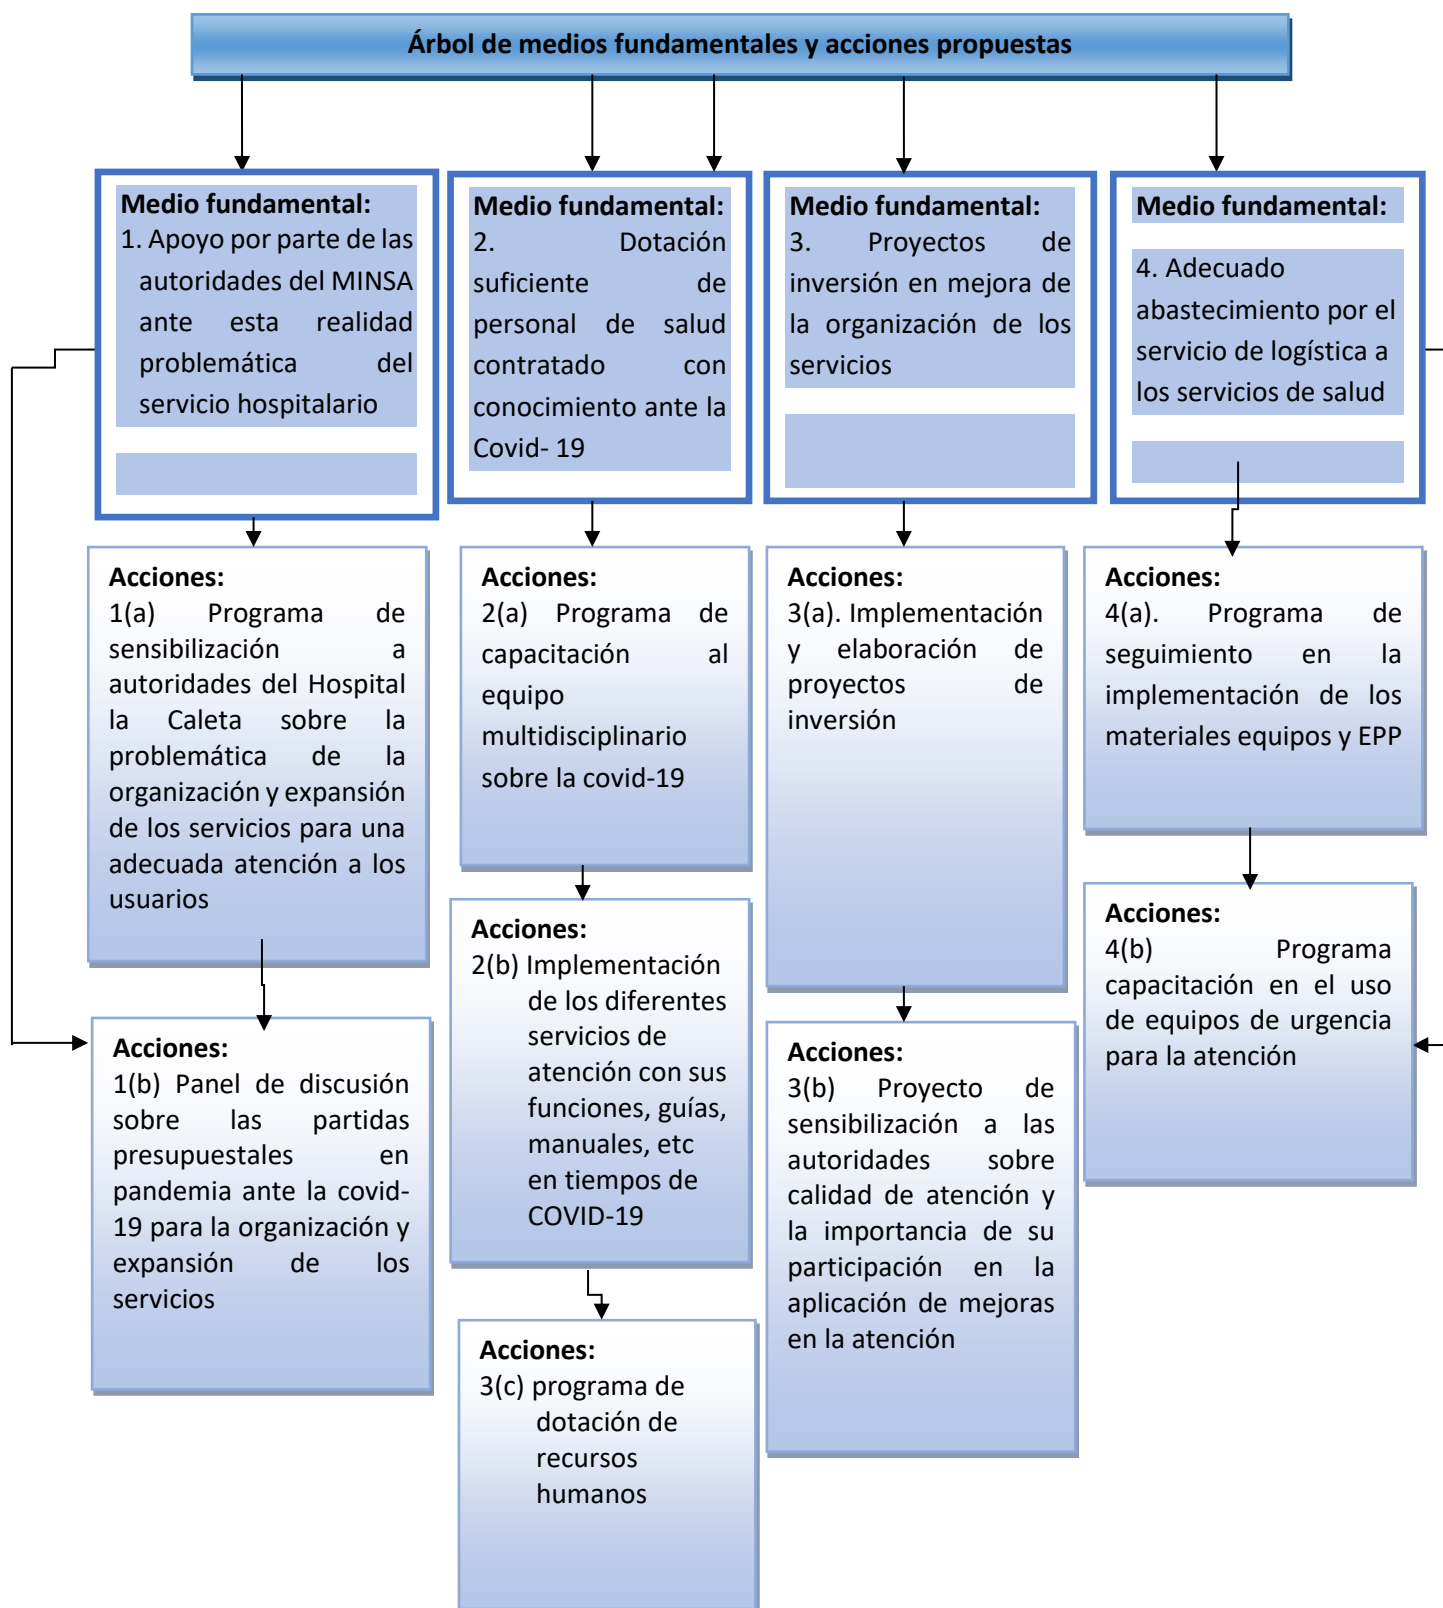 Árbol de medios fundamentales y acciones propuestas
Medio fundamental:
1. Apoyo por parte de las
autoridades del MINSA
ante esta realidad
problemática del
servicio hospitalario
Medio fundamental:
2. Dotación
suficiente de
personal de salud
contratado con
conocimiento ante la
Covid- 19
Medio fundamental:
3. Proyectos de
inversión en mejora de
la organización de los
servicios
Medio fundamental:
4. Adecuado
abastecimiento por el
servicio de logística a
los servicios de salud
Acciones:
1(a) Programa de
sensibilización a
autoridades del Hospital
la Caleta sobre la
problemática de la
organización y expansión
de los servicios para una
adecuada atención a los
usuarios
Acciones:
1(b) Panel de discusión
sobre las partidas
presupuestales en
pandemia ante la covid-
19 para la organización y
expansión de los
servicios
Acciones:
2(a) Programa de
capacitación al
equipo
multidisciplinario
sobre la covid-19
Acciones:
2(b) Implementación
de los diferentes
servicios de
atención con sus
funciones, guías,
manuales, etc
en tiempos de
COVID-19
Acciones:
3(c) programa de
dotación de
recursos
humanos
Acciones:
3(a). Implementación
y elaboración de
proyectos de
inversión
Acciones:
3(b) Proyecto de
sensibilización a las
autoridades sobre
calidad de atención y
la importancia de su
participación en la
aplicación de mejoras
en la atención
Acciones:
4(a). Programa de
seguimiento en la
implementación de los
materiales equipos y EPP
Acciones:
4(b) Programa
capacitación en el uso
de equipos de urgencia
para la atención